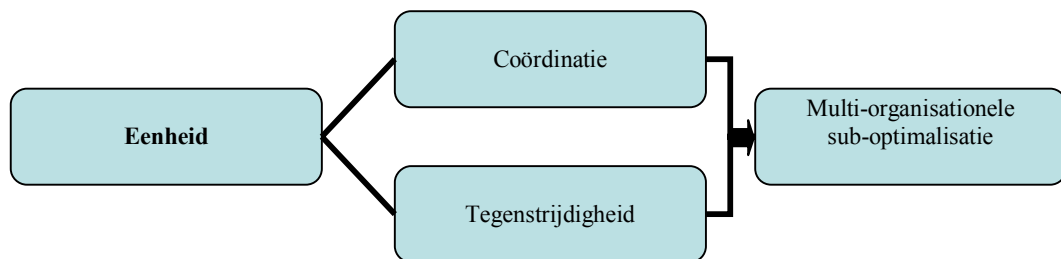 Eenheid
Coördinatie
Tegenstrijdigheid
Multi-organisationele
sub-optimalisatie